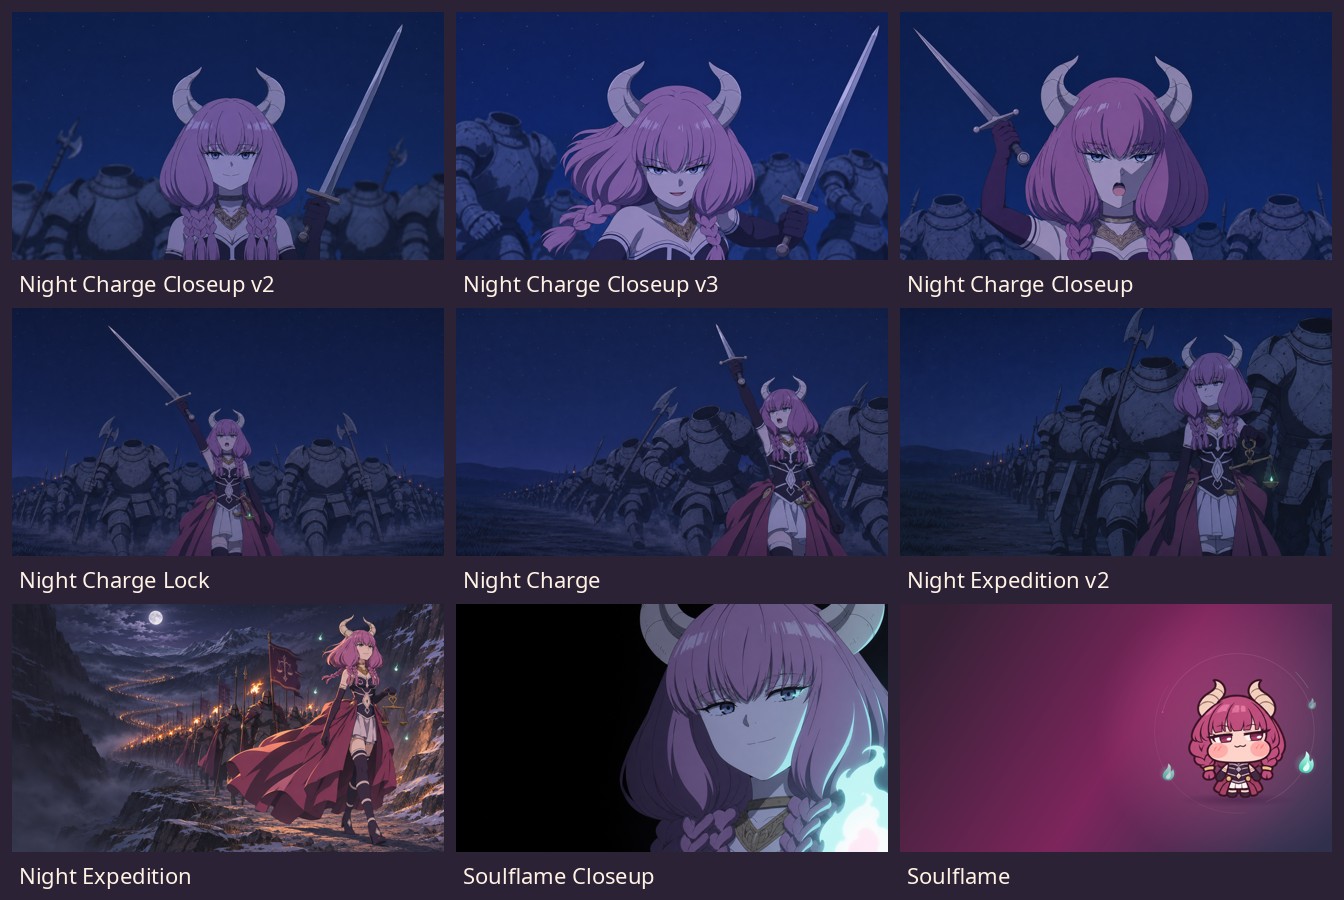 Night Charge Closeup v2
Night Charge Closeup v3
Night Charge Closeup
Night Charge Lock
Night Charge
Night Expedition v2
Night Expedition
Soulflame Closeup
Soulflame